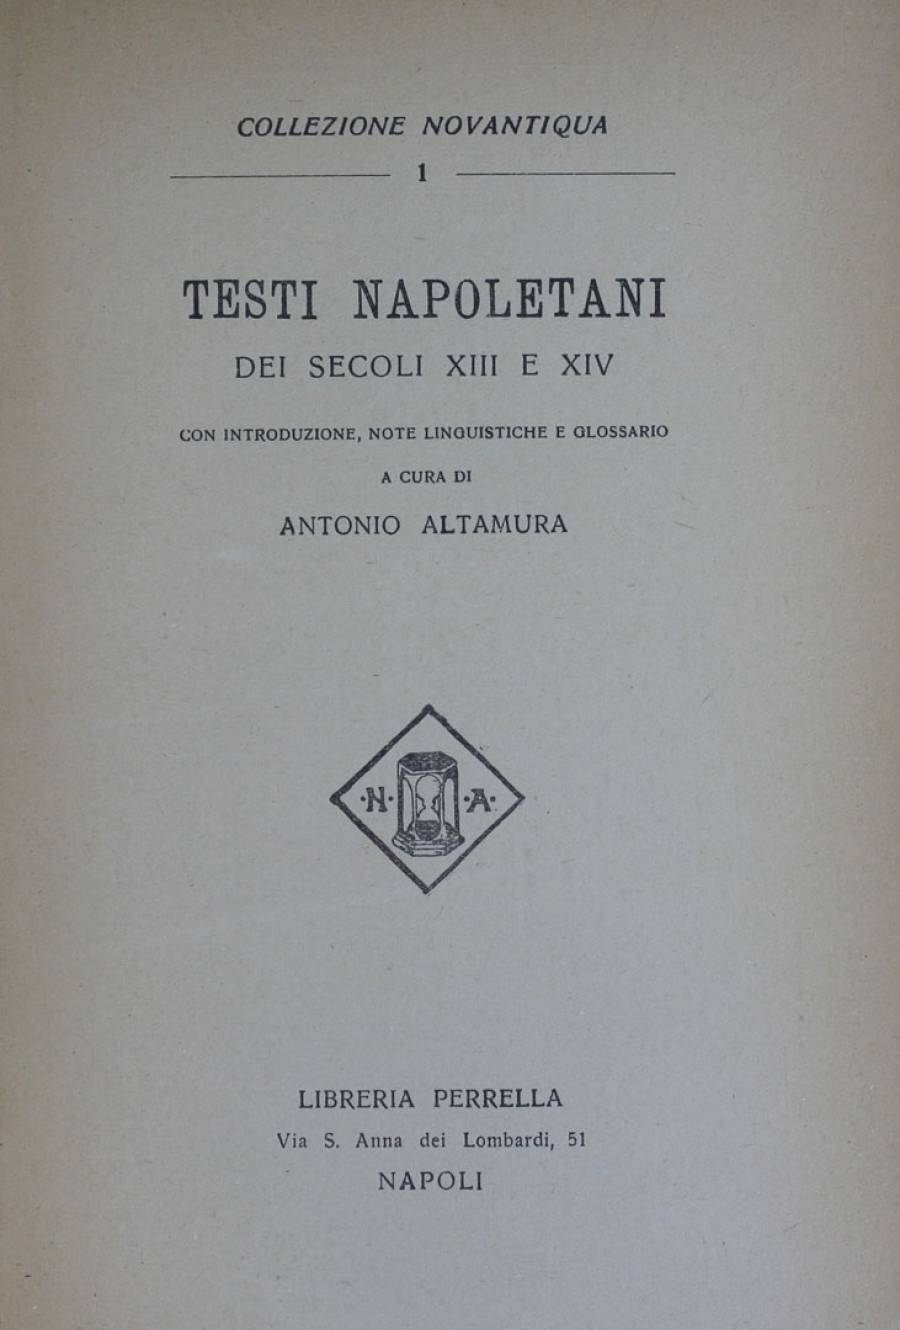 COLLEZIONE NOVANTIQUA
1
TESTI NAPOLETANI
DEI SECOLI XIII E XIV
CON INTRODUZIONE, NOTE LINGUISTICHE E GLOSSARIO
A CURA DI
ANTONIO ALTAMURA
·N· ·A·
LIBRERIA PERRELLA
Via S. Anna dei Lombardi, 51
NAPOLI